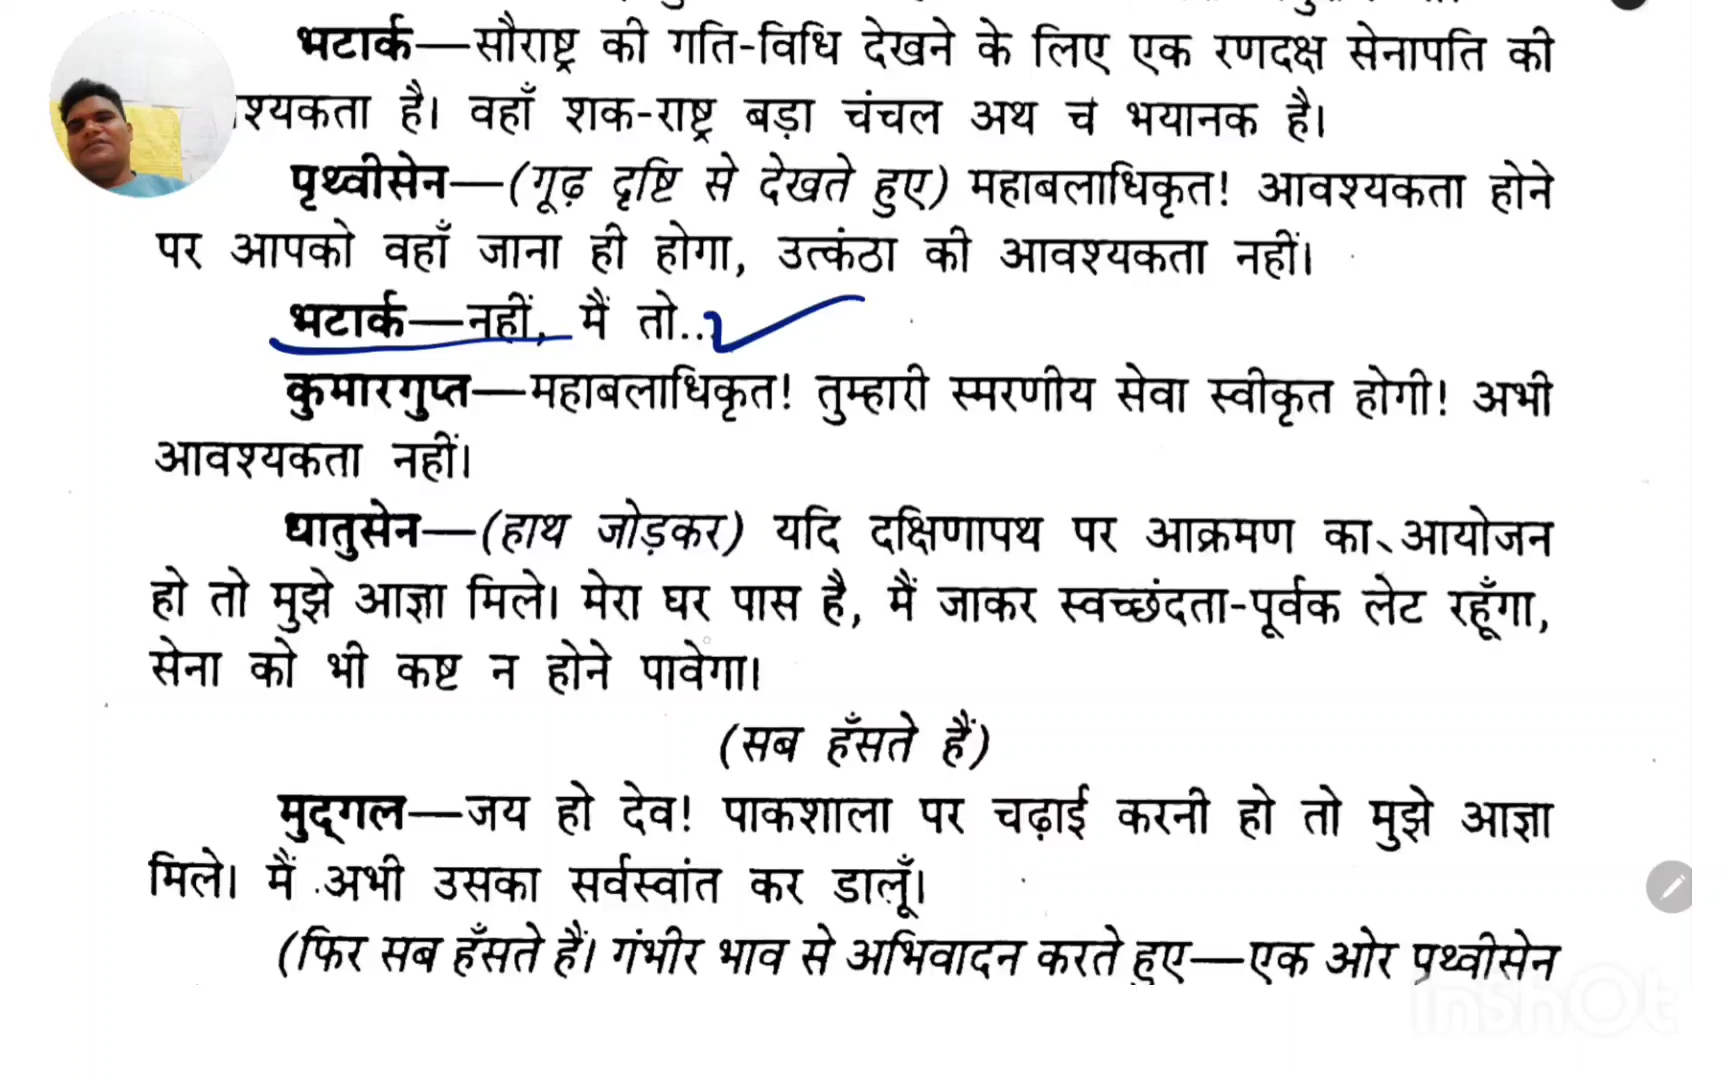 भटार्क—सौराष्ट्र की गति-विधि देखने के लिए एक रणदक्ष सेनापति की
श्यकता है। वहाँ शक-राष्ट्र बड़ा चंचल अथ च भयानक है।
पृथ्वीसेन—(गूढ़ दृष्टि से देखते हुए) महाबलाधिकृत! आवश्यकता होने
पर आपको वहाँ जाना ही होगा, उत्कंठा की आवश्यकता नहीं।
भटार्क—नहीं, मैं तो...
कुमारगुप्त—महाबलाधिकृत! तुम्हारी स्मरणीय सेवा स्वीकृत होगी! अभी
आवश्यकता नहीं।
धातुसेन—(हाथ जोड़कर) यदि दक्षिणापथ पर आक्रमण का आयोजन
हो तो मुझे आज्ञा मिले। मेरा घर पास है, मैं जाकर स्वच्छंदता-पूर्वक लेट रहूँगा,
सेना को भी कष्ट न होने पावेगा।
(सब हँसते हैं)
मुद्गल—जय हो देव! पाकशाला पर चढ़ाई करनी हो तो मुझे आज्ञा
मिले। मैं अभी उसका सर्वस्वांत कर डालूँ।
(फिर सब हँसते हैं। गंभीर भाव से अभिवादन करते हुए—एक ओर पृथ्वीसेन
InShOt